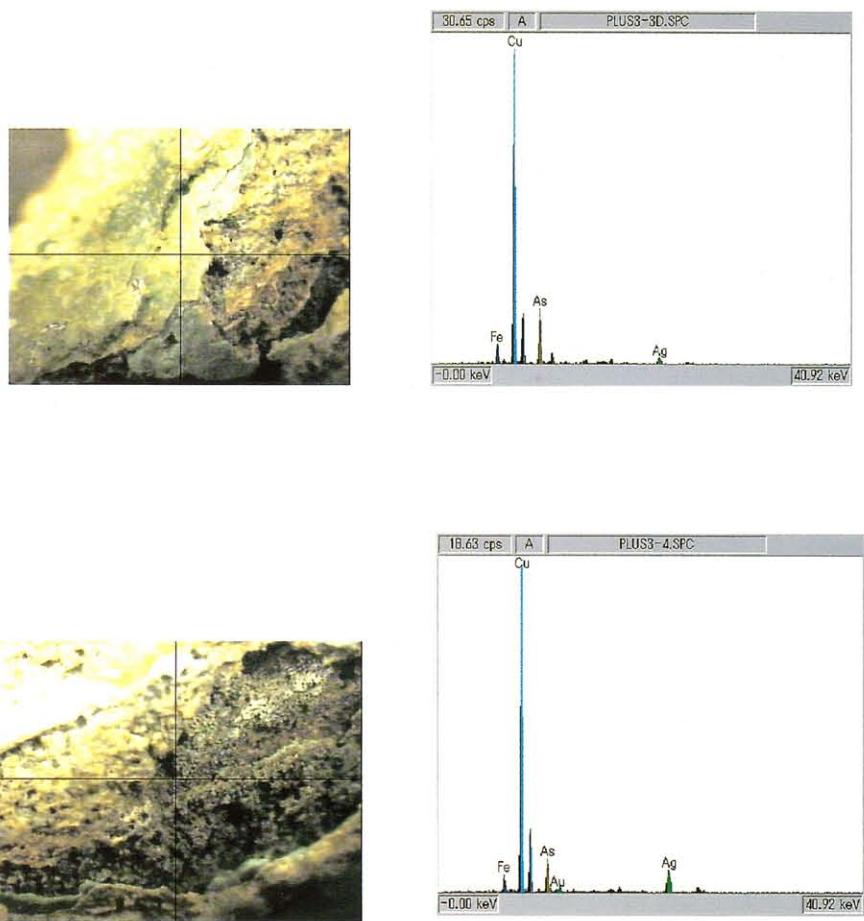 30.65 cps A PLUS3-3D.SPC
Cu
As
Fe
Ag
-0.00 keV 40.92 keV
18.63 cps A PLUS3-4.SPC
Cu
As
Fe
Au
Ag
-0.00 keV 40.92 keV